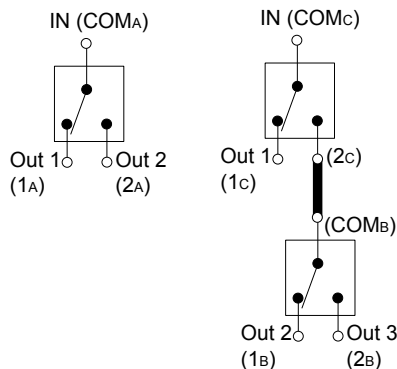 IN (COMA)
Out 1
(1A)
Out 2
(2A)
IN (COMC)
Out 1
(1C)
(2C)
(COMB)
Out 2
(1B)
Out 3
(2B)